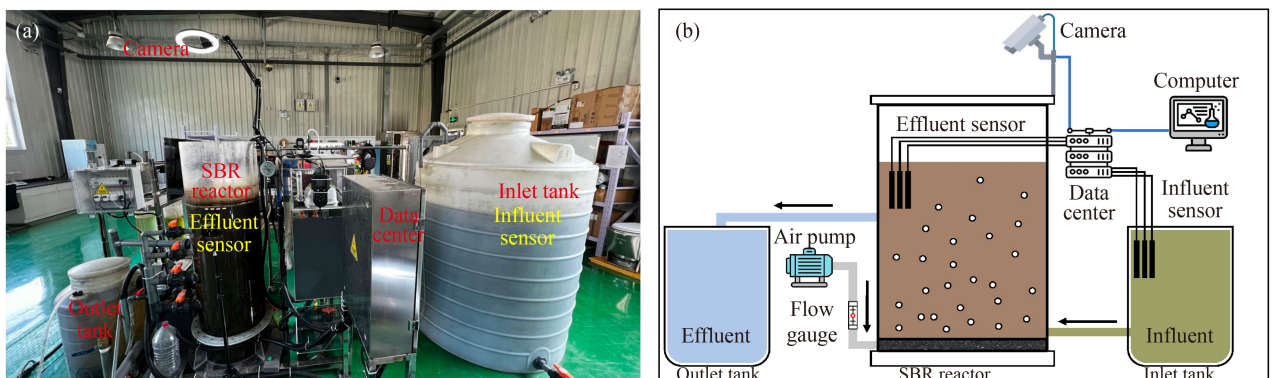 (a)
Camera
SBR
reactor
Effluent
sensor
Data
center
Inlet tank
Influent
sensor
Outlet
tank
(b)
Camera
Computer
Effluent sensor
Data
center
Influent
sensor
Air pump
Flow
gauge
Effluent
Influent
Outlet tank
SBR reactor
Inlet tank